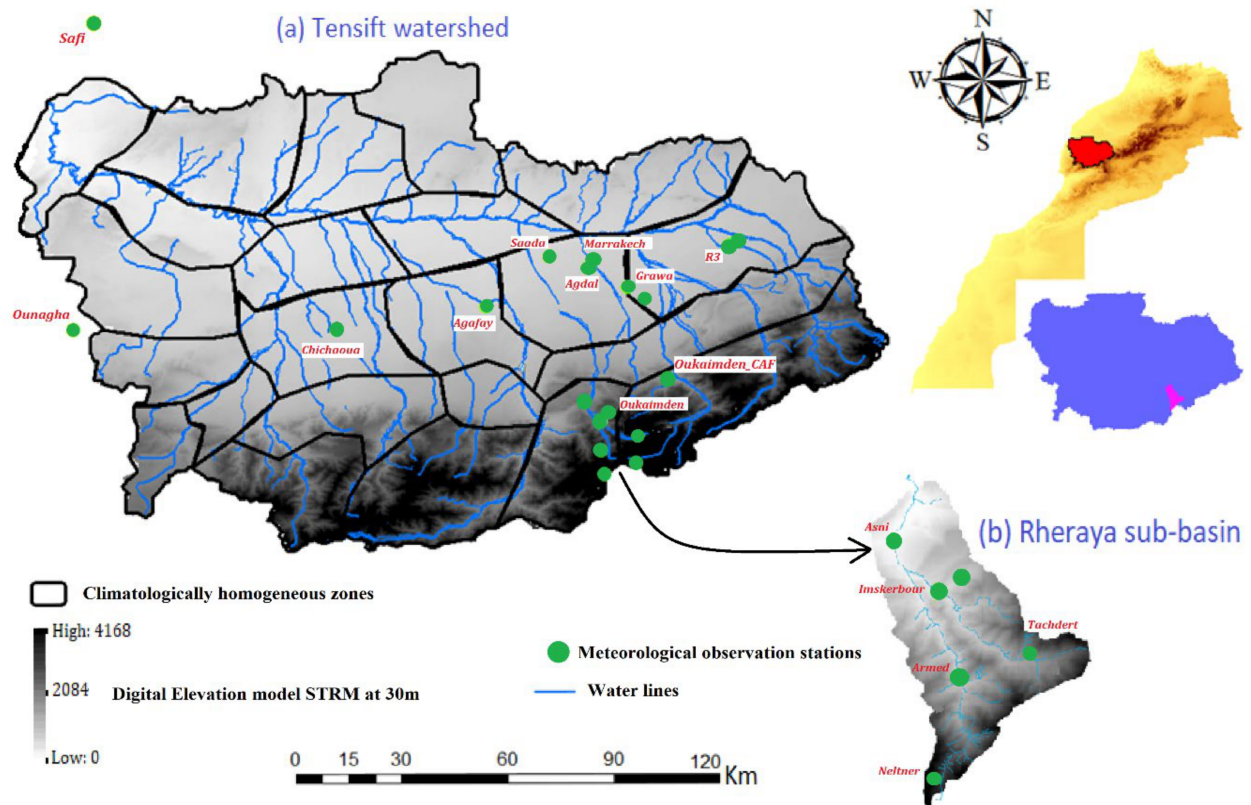 Safi
(a) Tensift watershed
N
W
E
S
Saada
Marrakech
R3
Agdal
Grawa
Ounagha
Agafay
Chichaoua
Oukaimden_CAF
Oukaimden
Asni
(b) Rheraya sub-basin
Imskerbour
Tachdert
Armed
Neltner
Climatologically homogeneous zones
High: 4168
2084
Low: 0
Digital Elevation model STRM at 30m
Meteorological observation stations
Water lines
0 15 30 60 90 120
Km